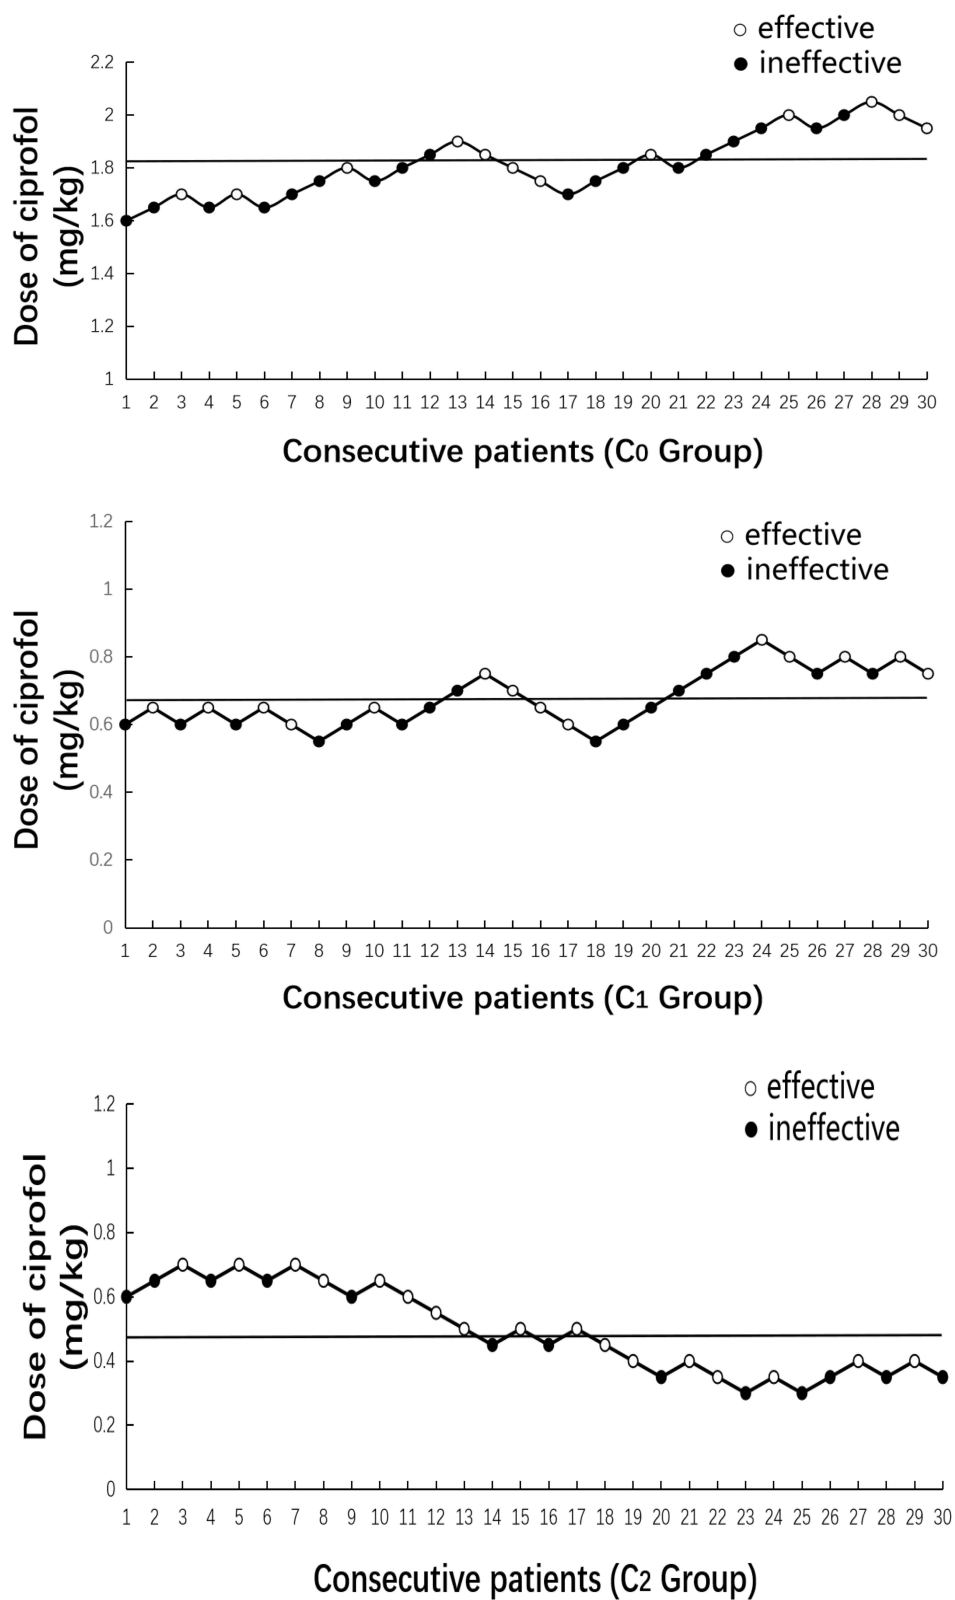 effective
ineffective
Dose of ciprofol
(mg/kg)
2.2
2
1.8
1.6
1.4
1.2
1
1 2 3 4 5 6 7 8 9 10 11 12 13 14 15 16 17 18 19 20 21 22 23 24 25 26 27 28 29 30
Consecutive patients (C0 Group)
effective
ineffective
Dose of ciprofol
(mg/kg)
1.2
1
0.8
0.6
0.4
0.2
0
1 2 3 4 5 6 7 8 9 10 11 12 13 14 15 16 17 18 19 20 21 22 23 24 25 26 27 28 29 30
Consecutive patients (C1 Group)
effective
ineffective
Dose of ciprofol
(mg/kg)
1.2
1
0.8
0.6
0.4
0.2
0
1 2 3 4 5 6 7 8 9 10 11 12 13 14 15 16 17 18 19 20 21 22 23 24 25 26 27 28 29 30
Consecutive patients (C2 Group)